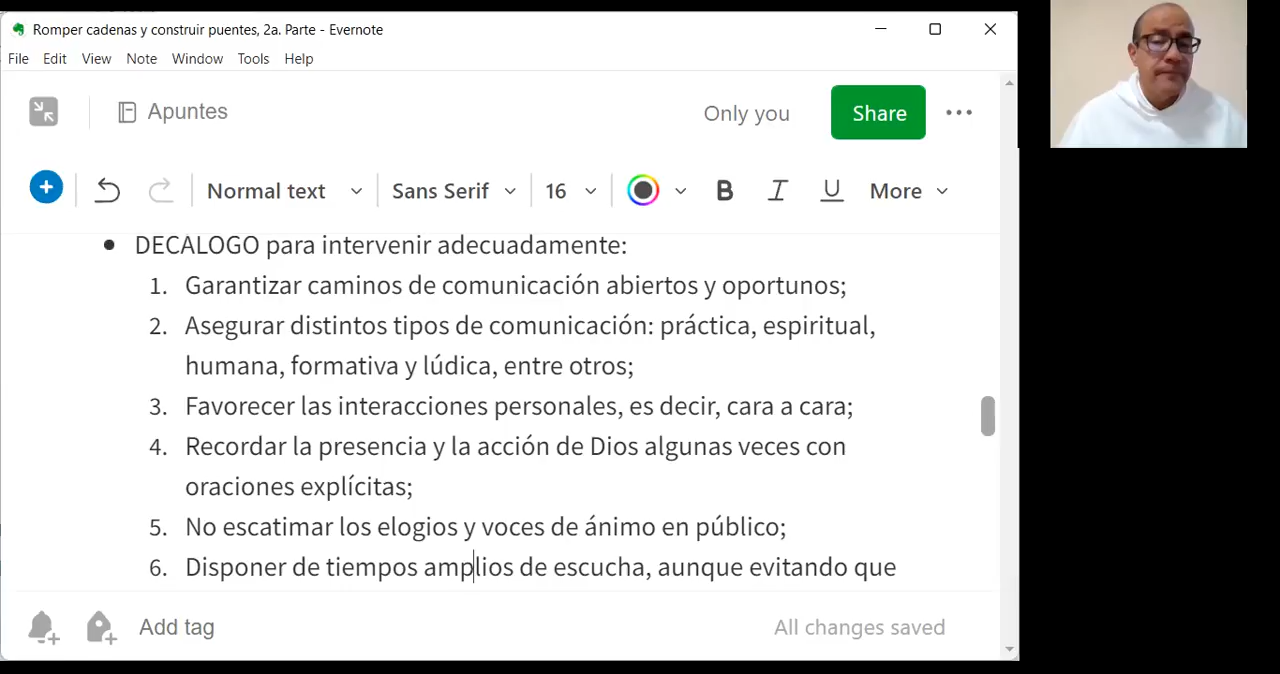 Romper cadenas y construir puentes, 2a. Parte - Evernote
File Edit View Note Window Tools Help
Apuntes Only you Share
Normal text Sans Serif 16 B I U More
DECALOGO para intervenir adecuadamente:
1. Garantizar caminos de comunicación abiertos y oportunos;
2. Asegurar distintos tipos de comunicación: práctica, espiritual,
humana, formativa y lúdica, entre otros;
3. Favorecer las interacciones personales, es decir, cara a cara;
4. Recordar la presencia y la acción de Dios algunas veces con
oraciones explícitas;
5. No escatimar los elogios y voces de ánimo en público;
6. Disponer de tiempos amplios de escucha, aunque evitando que
Add tag All changes saved